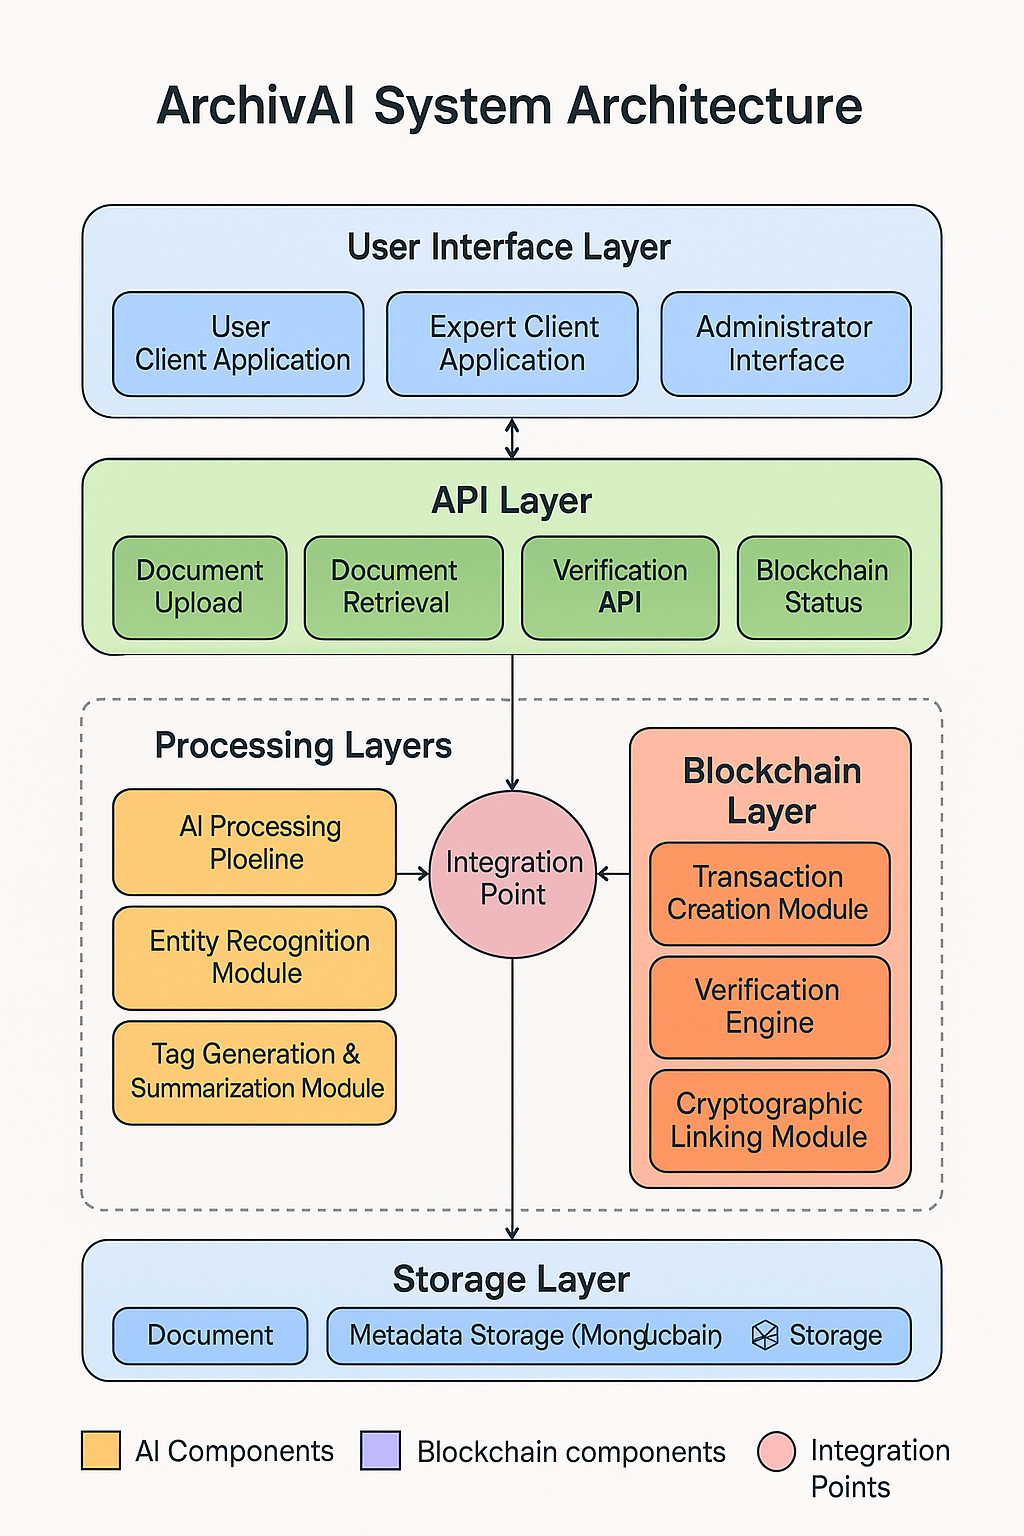 ArchivAI System Architecture
User Interface Layer
User
Client Application
Expert Client
Application
Administrator
Interface
API Layer
Document
Upload
Document
Retrieval
Verification
API
Blockchain
Status
Processing Layers
AI Processing
Ploeline
Entity Recognition
Module
Tag Generation &
Summarization Module
Integration
Point
Blockchain
Layer
Transaction
Creation Module
Verification
Engine
Cryptographic
Linking Module
Storage Layer
Document
Metadata Storage
Storage
AI Components
Blockchain components
Integration
Points